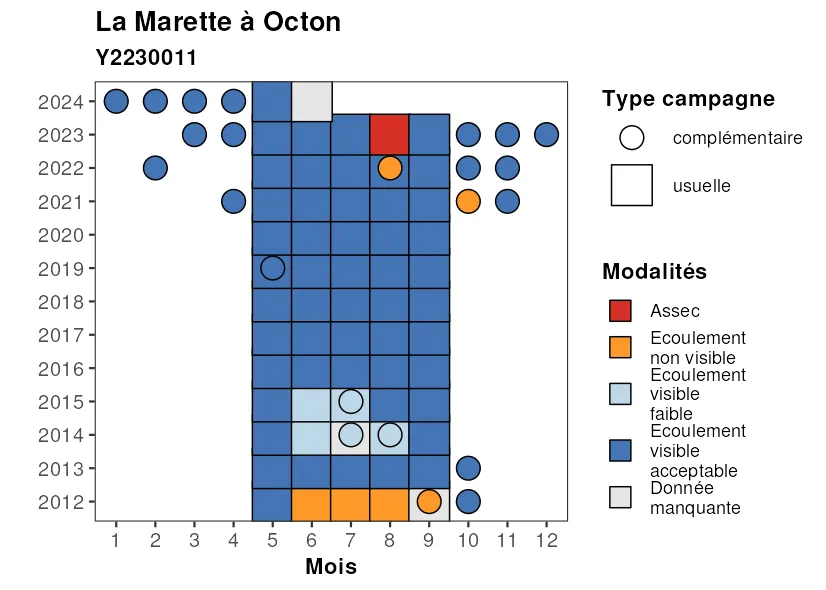 La Marette à Octon
Y2230011
2024
2023
2022
2021
2020
2019
2018
2017
2016
2015
2014
2013
2012
1 2 3 4 5 6 7 8 9 10 11 12
Mois
Type campagne
complémentaire
usuelle
Modalités
Assec
Ecoulement
non visible
Ecoulement
visible
faible
Ecoulement
visible
acceptable
Donnée
manquante